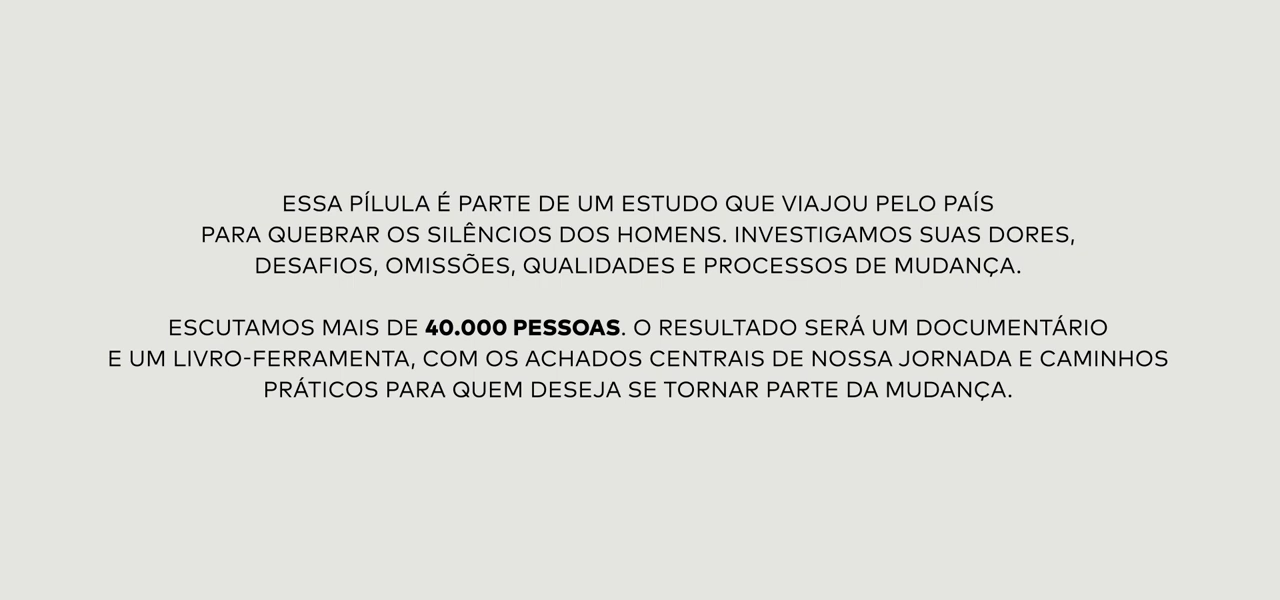 ESSA PÍLULA É PARTE DE UM ESTUDO QUE VIAJOU PELO PAÍS
PARA QUEBRAR OS SILÊNCIOS DOS HOMENS. INVESTIGAMOS SUAS DORES,
DESAFIOS, OMISSÕES, QUALIDADES E PROCESSOS DE MUDANÇA.
ESCUTAMOS MAIS DE 40.000 PESSOAS. O RESULTADO SERÁ UM DOCUMENTÁRIO
E UM LIVRO-FERRAMENTA, COM OS ACHADOS CENTRAIS DE NOSSA JORNADA E CAMINHOS
PRÁTICOS PARA QUEM DESEJA SE TORNAR PARTE DA MUDANÇA.